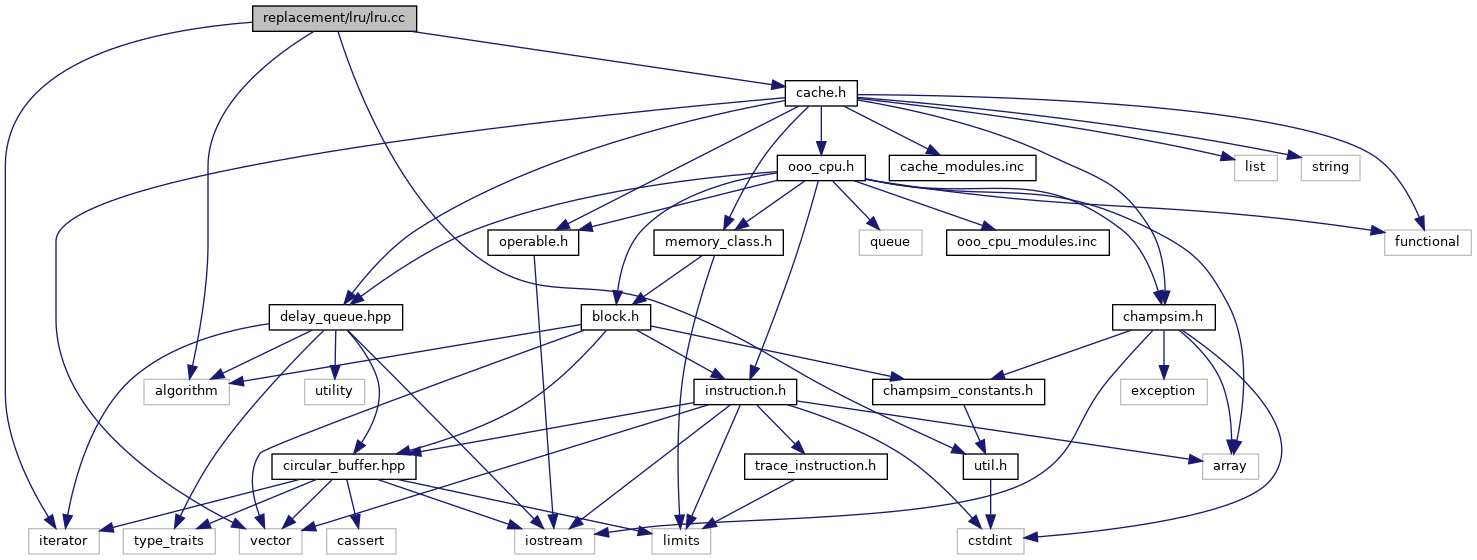 replacement/lru/lru.cc
cache.h
ooo_cpu.h
cache_modules.inc
list
string
operable.h
memory_class.h
queue
ooo_cpu_modules.inc
functional
delay_queue.hpp
block.h
champsim.h
algorithm
utility
instruction.h
champsim_constants.h
exception
circular_buffer.hpp
trace_instruction.h
util.h
array
iterator
type_traits
vector
cassert
iostream
limits
cstdint